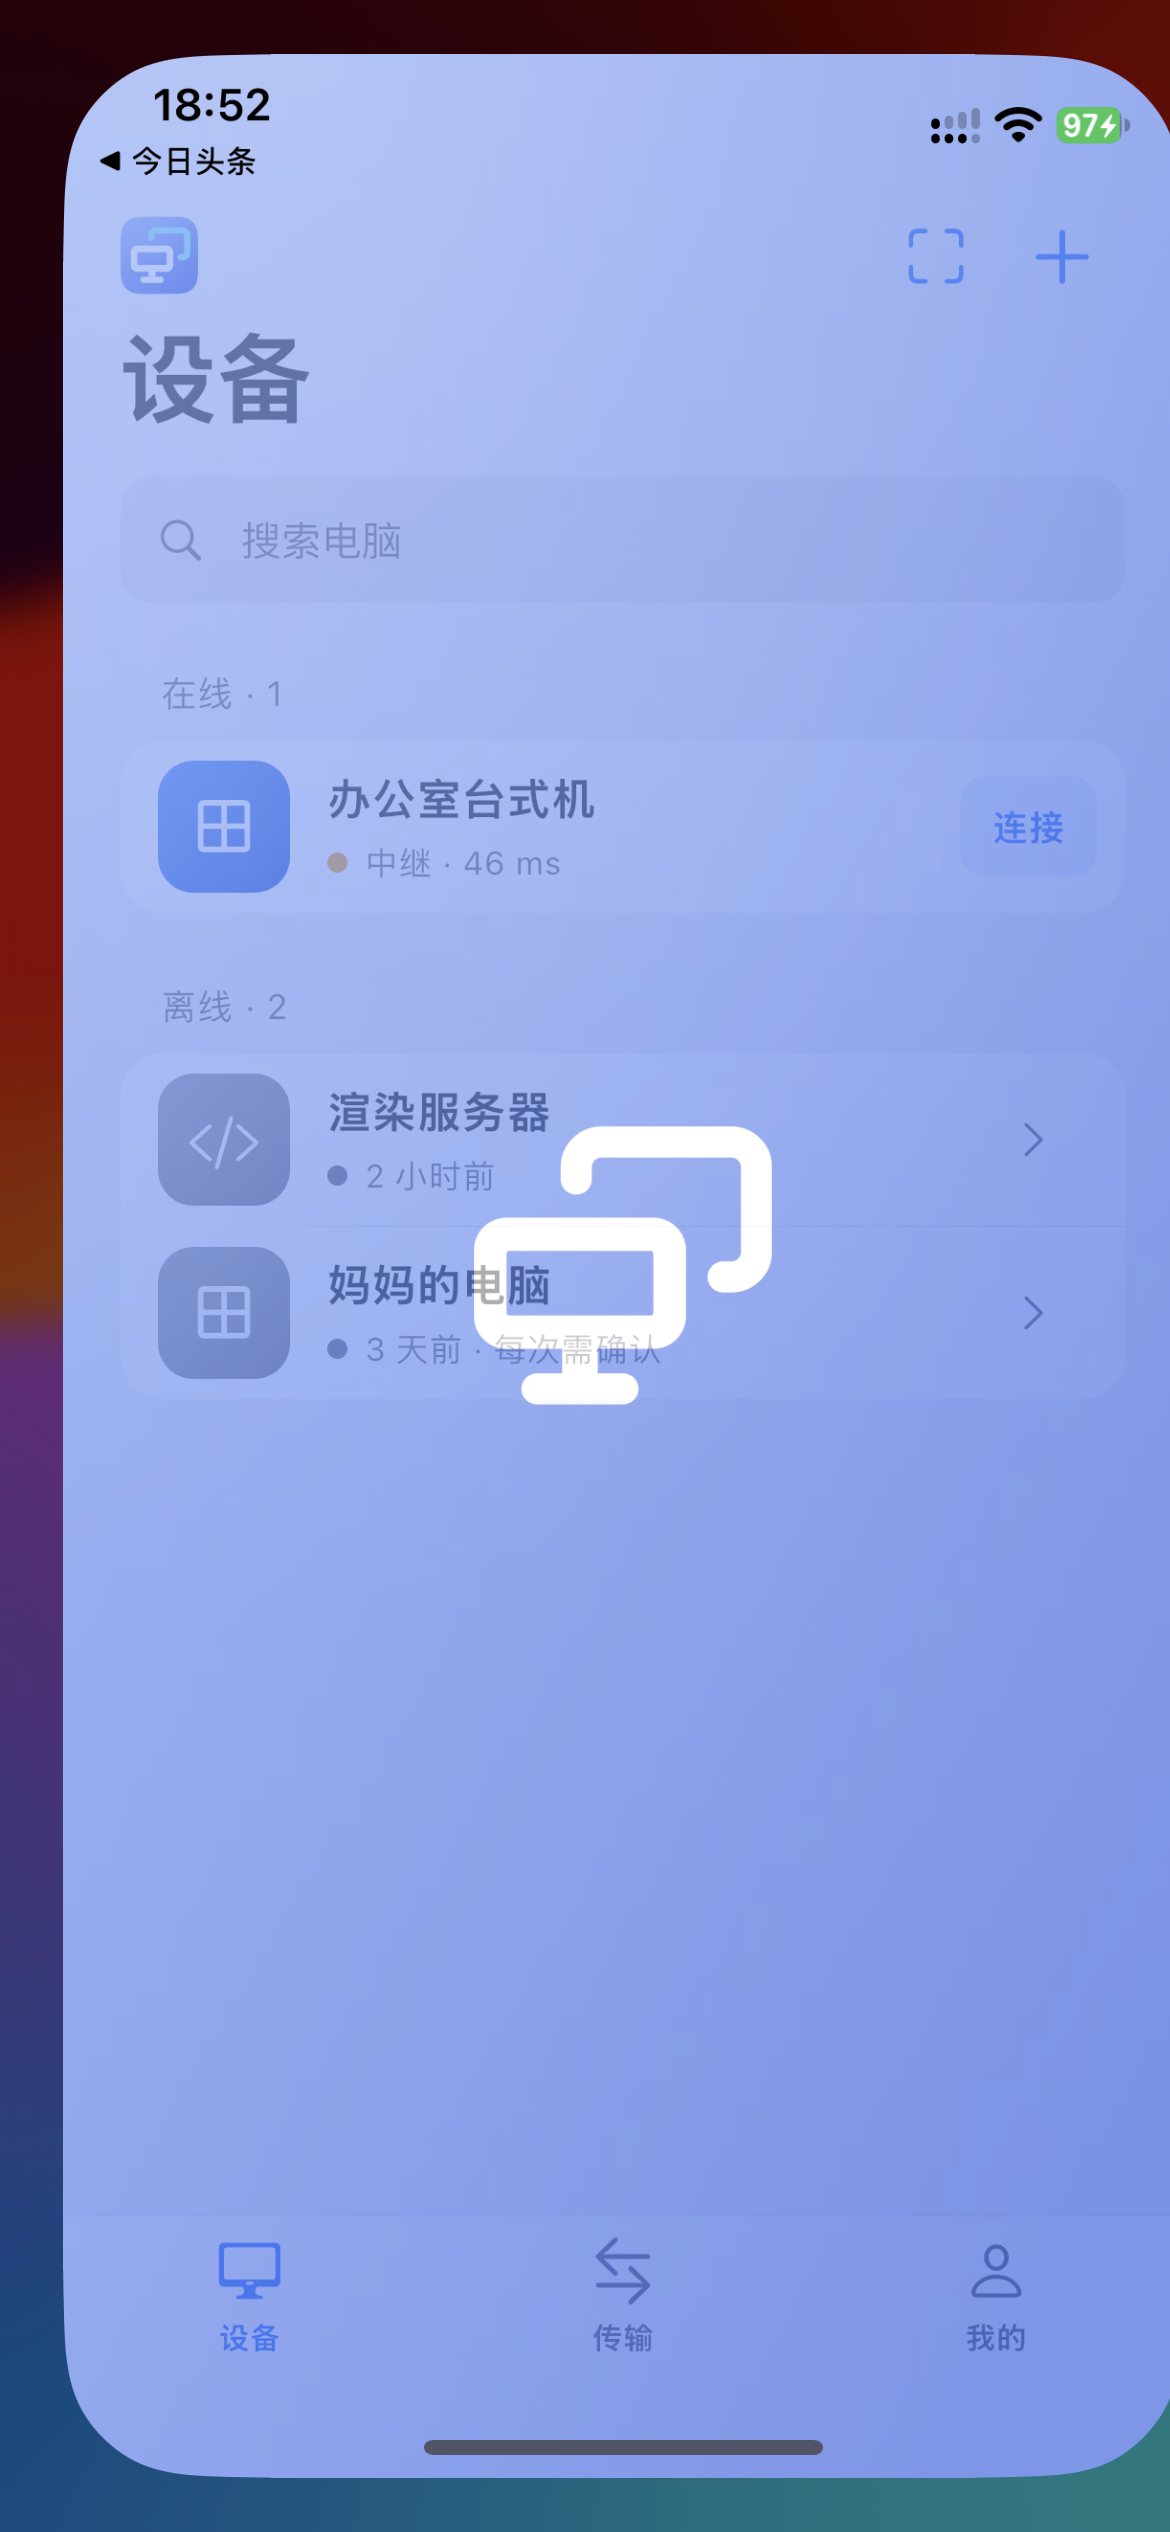 18:52
97
◀ 今日头条
设备
搜索电脑
在线 · 1
办公室台式机
中继 · 46 ms
连接
离线 · 2
渲染服务器
2 小时前
妈妈的电脑
3 天前 · 每次需确认
设备
传输
我的